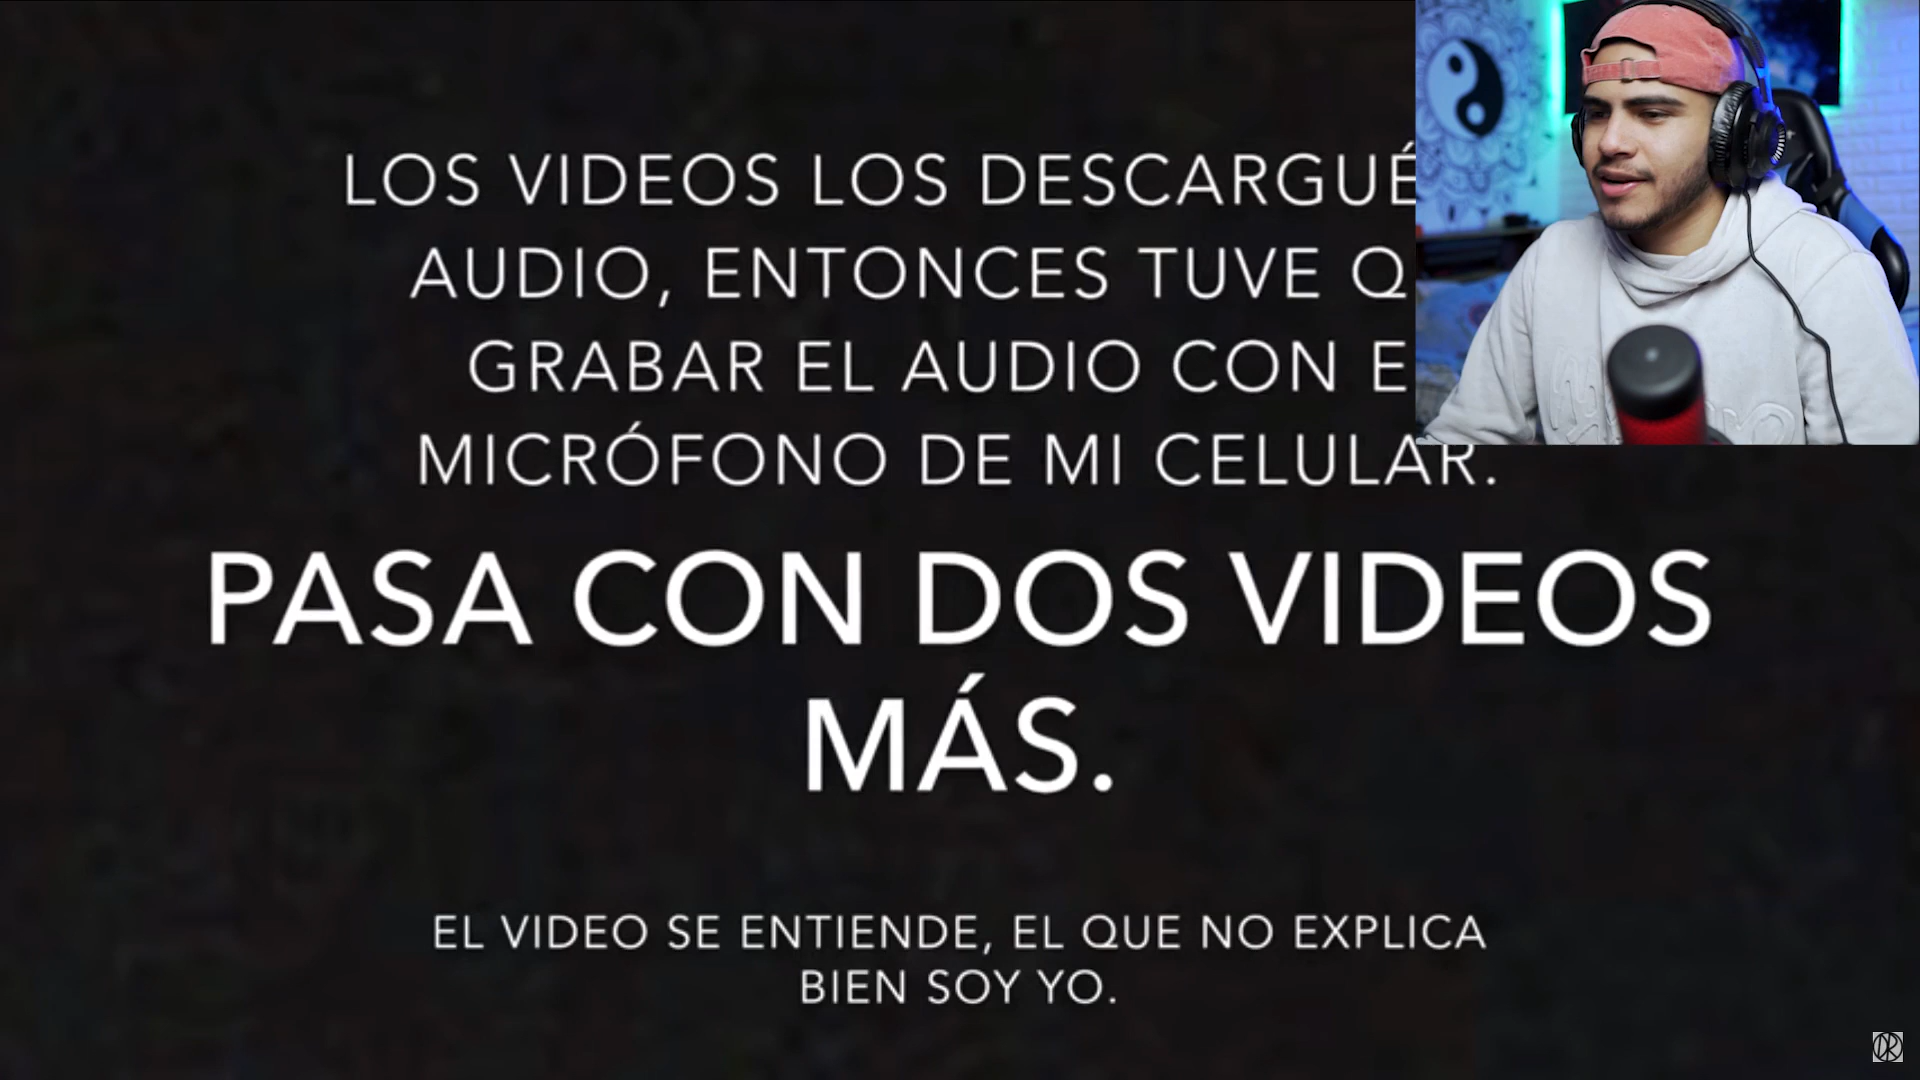 LOS VIDEOS LOS DESCARGUÉ
AUDIO, ENTONCES TUVE
GRABAR EL AUDIO CON
MICRÓFONO DE MI CELULAR.
PASA CON DOS VIDEOS
MÁS.
EL VIDEO SE ENTIENDE, EL QUE NO EXPLICA
BIEN SOY YO.